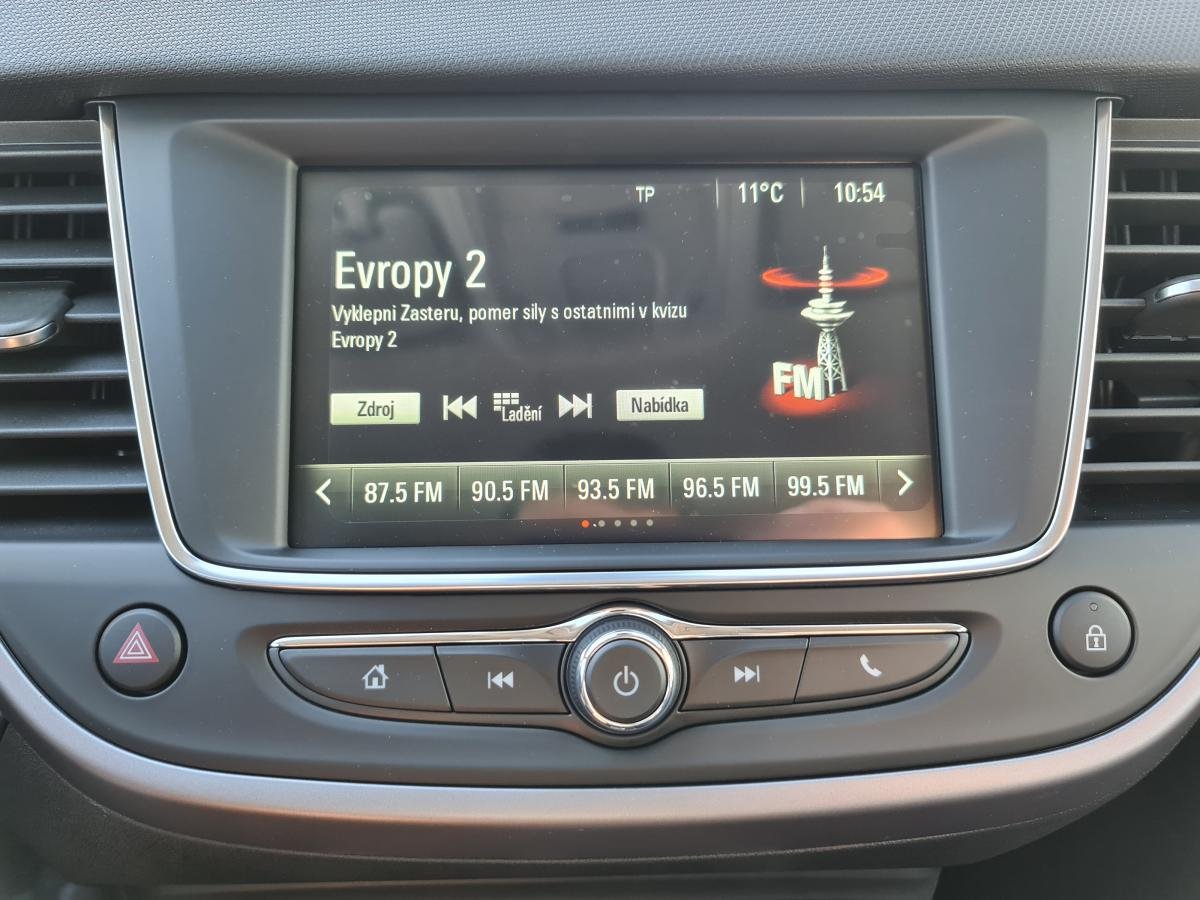 TP 11°C 10:54
Evropy 2
Vyklepni Zasteru, pomer sily s ostatnimi v kvizu
Evropy 2
FM
Zdroj Ladění Nabídka
87.5 FM 90.5 FM 93.5 FM 96.5 FM 99.5 FM